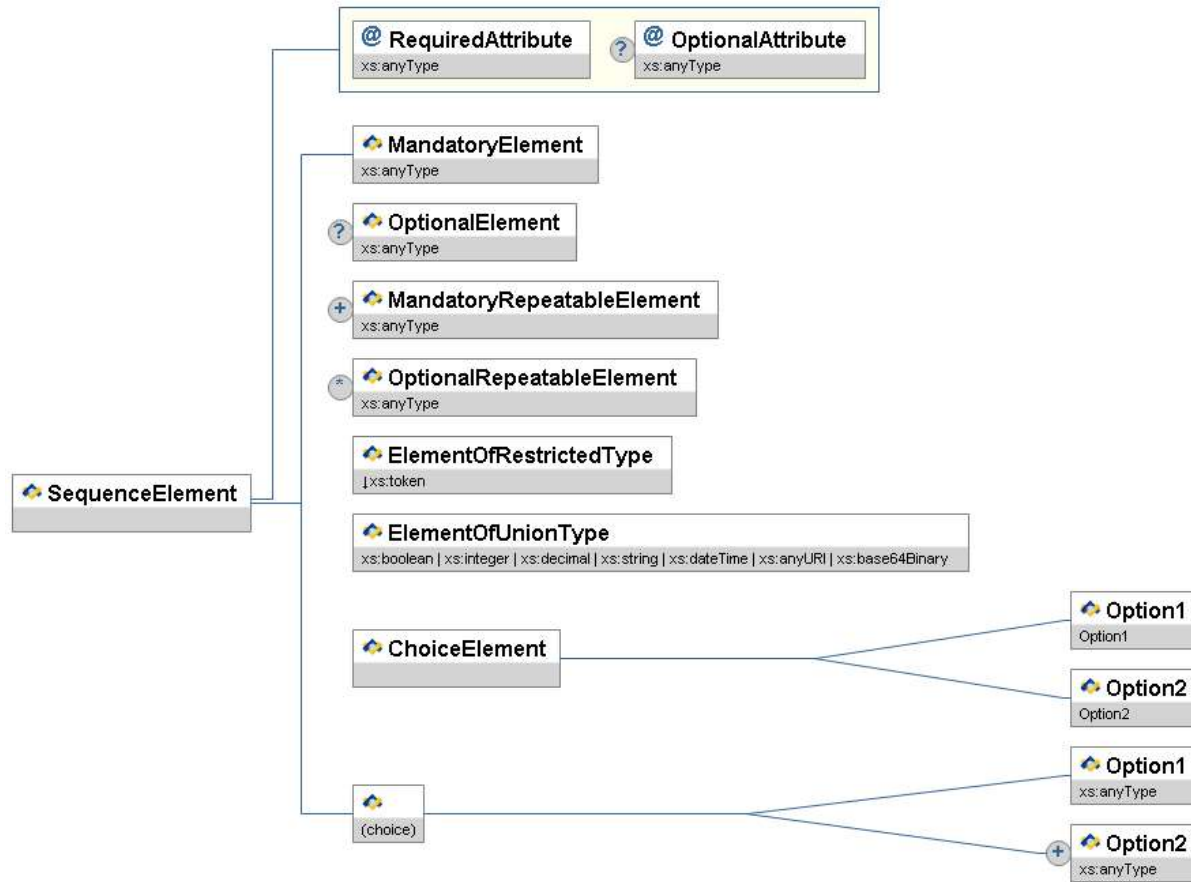 @ RequiredAttribute
xs:anyType
? @ OptionalAttribute
xs:anyType
MandatoryElement
xs:anyType
? OptionalElement
xs:anyType
+ MandatoryRepeatableElement
xs:anyType
* OptionalRepeatableElement
xs:anyType
ElementOfRestrictedType
↓xs:token
SequenceElement
ElementOfUnionType
xs:boolean | xs:integer | xs:decimal | xs:string | xs:dateTime | xs:anyURI | xs:base64Binary
ChoiceElement
Option1
Option1
Option2
Option2
(choice)
Option1
xs:anyType
+ Option2
xs:anyType